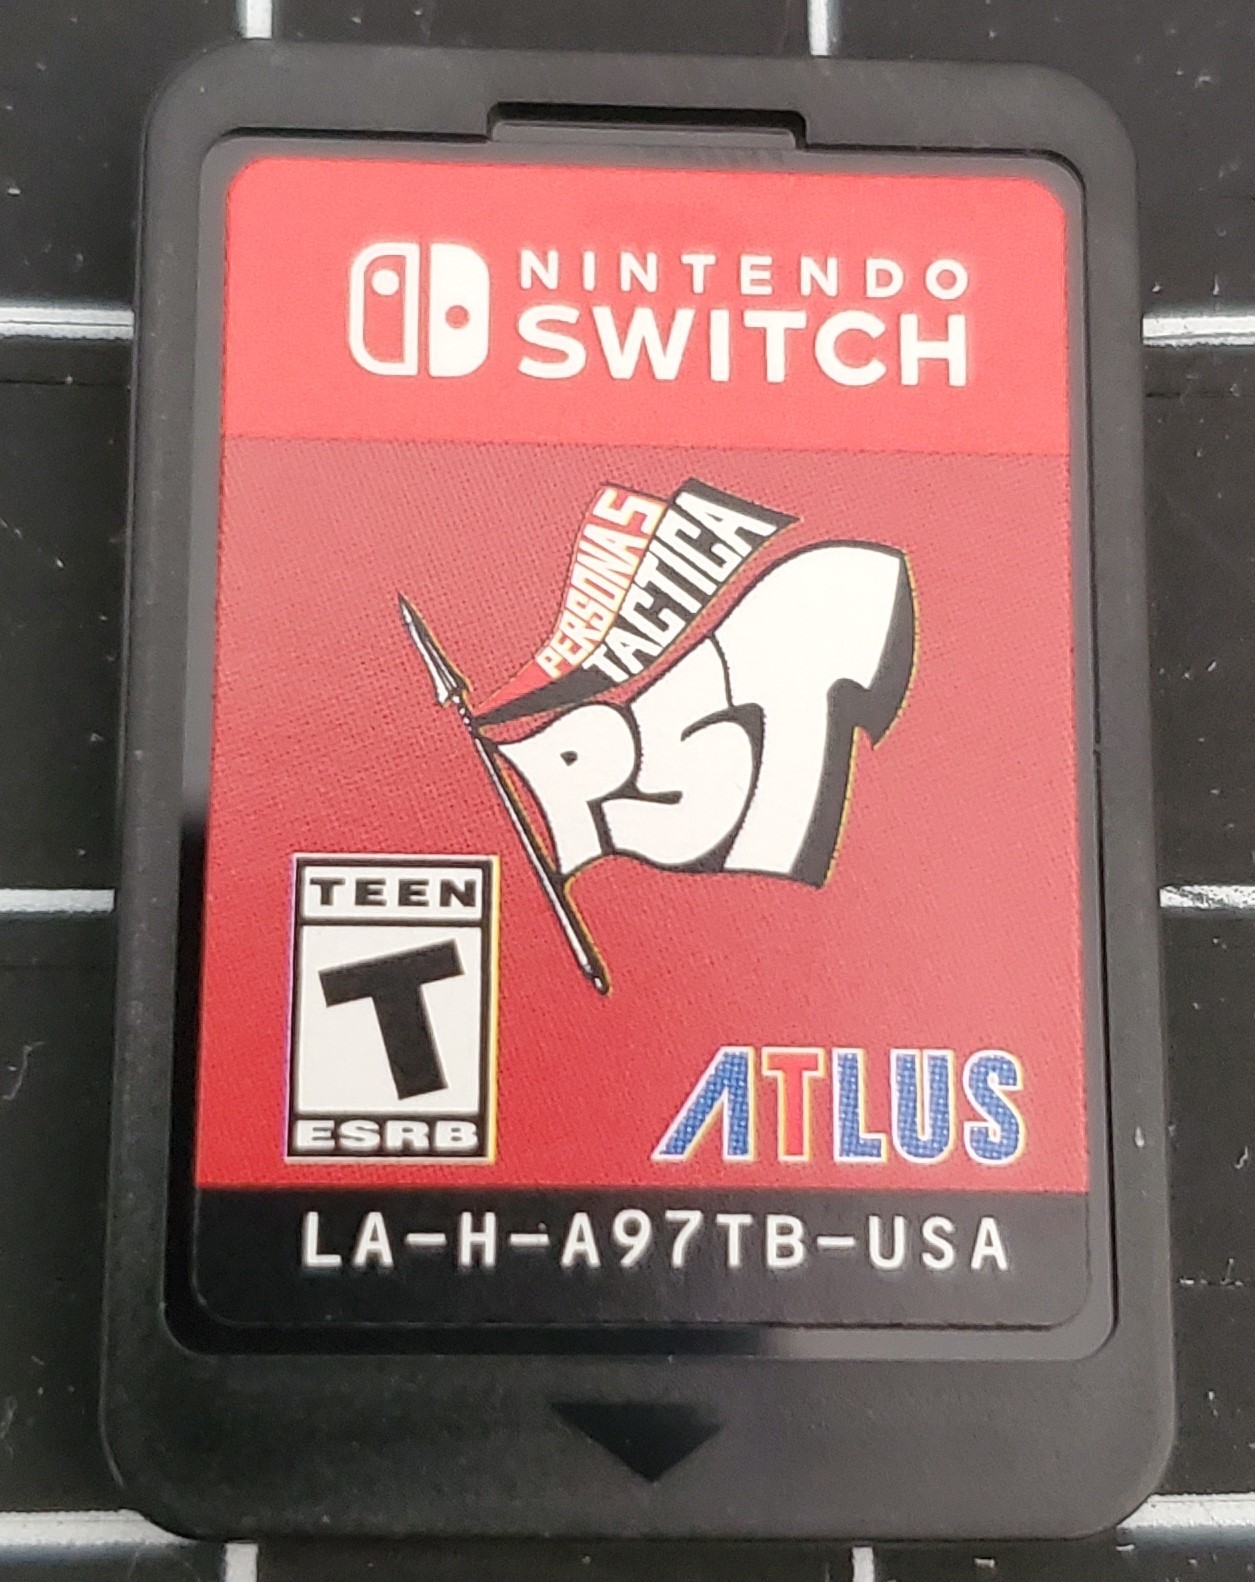 NINTENDO
SWITCH
PERSONA5
TACTICA
P5T
TEEN
T
ESRB
ATLUS
LA-H-A97TB-USA